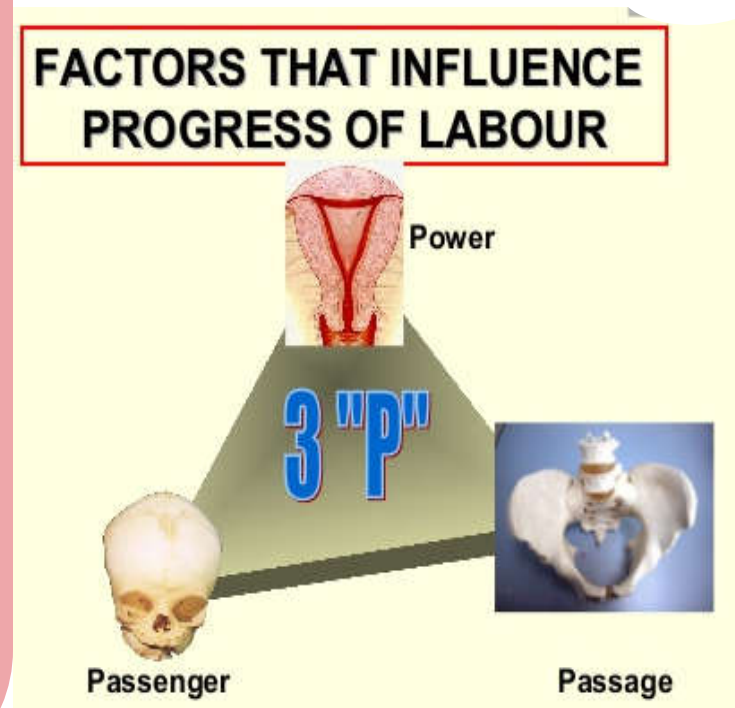 FACTORS THAT INFLUENCE
PROGRESS OF LABOUR
Power
3 "P"
Passenger
Passage